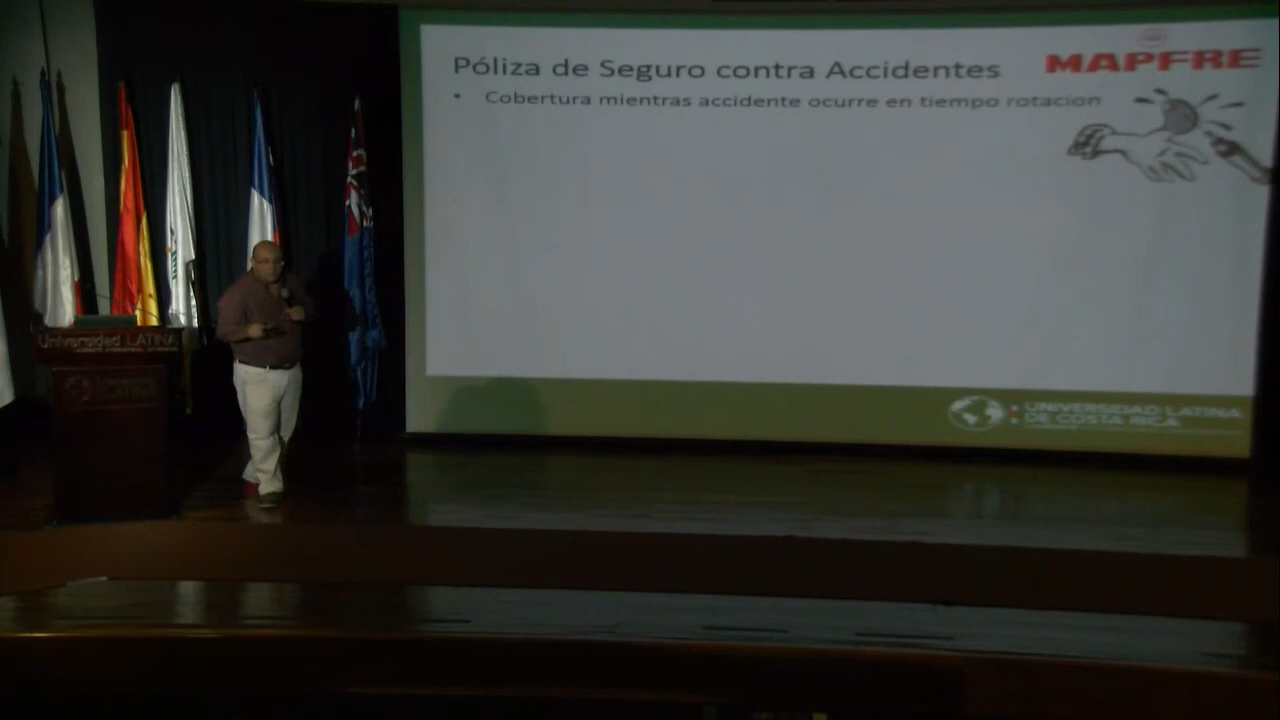 Póliza de Seguro contra Accidentes
MAPFRE
• Cobertura mientras accidente ocurre en tiempo rotacion
Universidad LATINA
UNIVERSIDAD LATINA
DE COSTA RICA